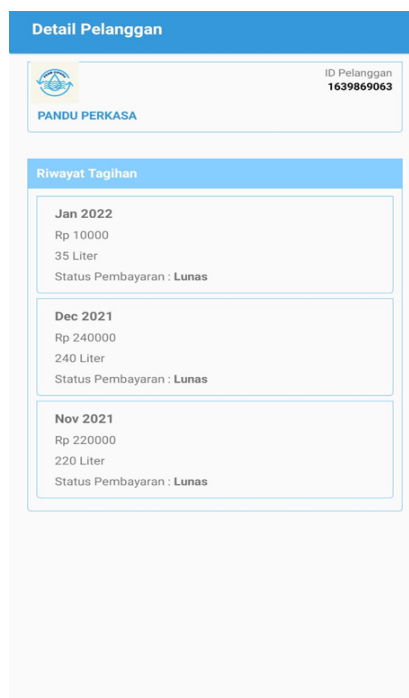 Detail Pelanggan
ID Pelanggan
1639869063
PANDU PERKASA
Riwayat Tagihan
Jan 2022
Rp 10000
35 Liter
Status Pembayaran : Lunas
Dec 2021
Rp 240000
240 Liter
Status Pembayaran : Lunas
Nov 2021
Rp 220000
220 Liter
Status Pembayaran : Lunas